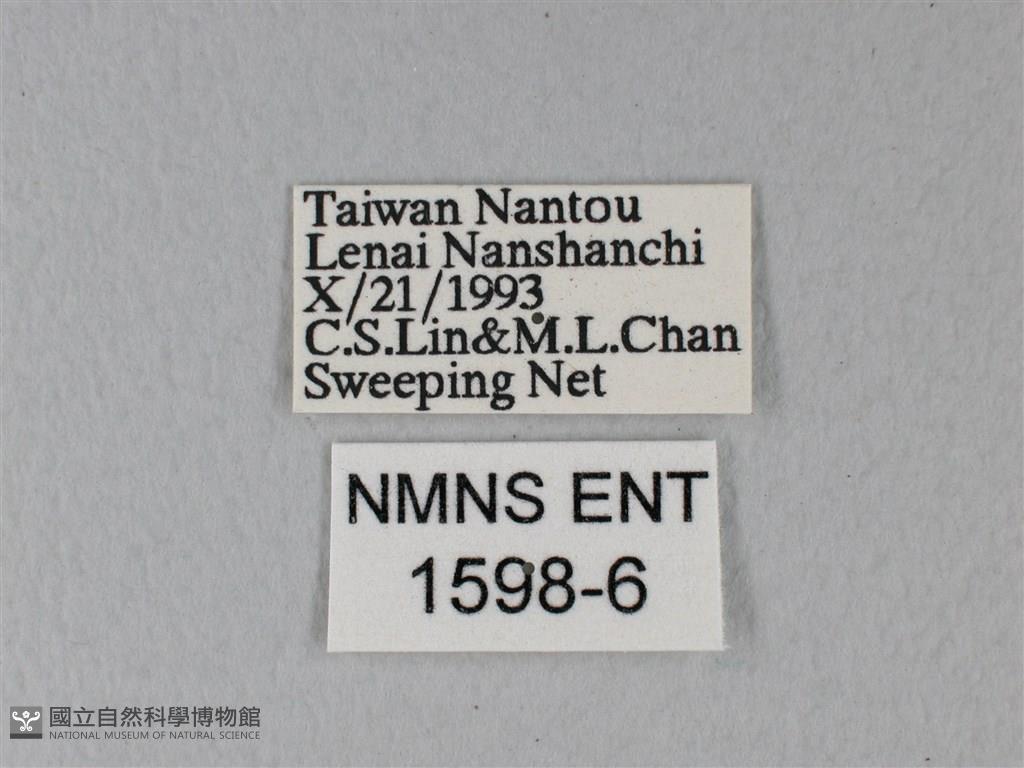 Taiwan Nantou
Lenai Nanshanchi
X/21/1993
C.S.Lin&M.L.Chan
Sweeping Net
NMNS ENT
1598-6
國立自然科學博物館
NATIONAL MUSEUM OF NATURAL SCIENCE